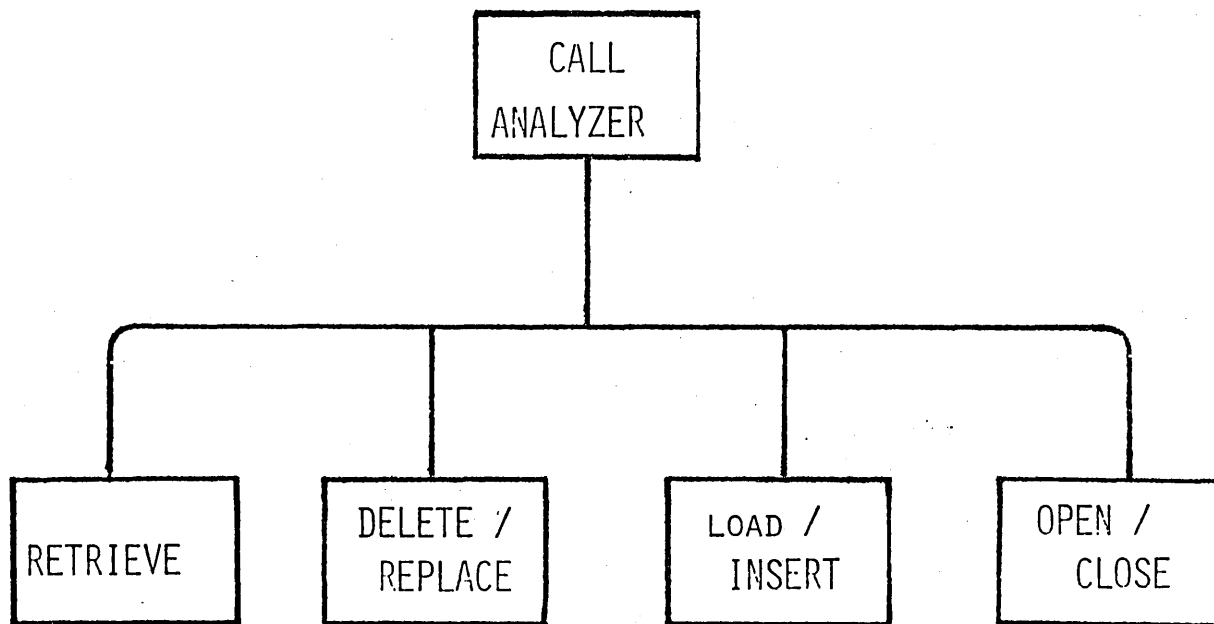 CALL
ANALYZER
RETRIEVE
DELETE /
REPLACE
LOAD /
INSERT
OPEN /
CLOSE